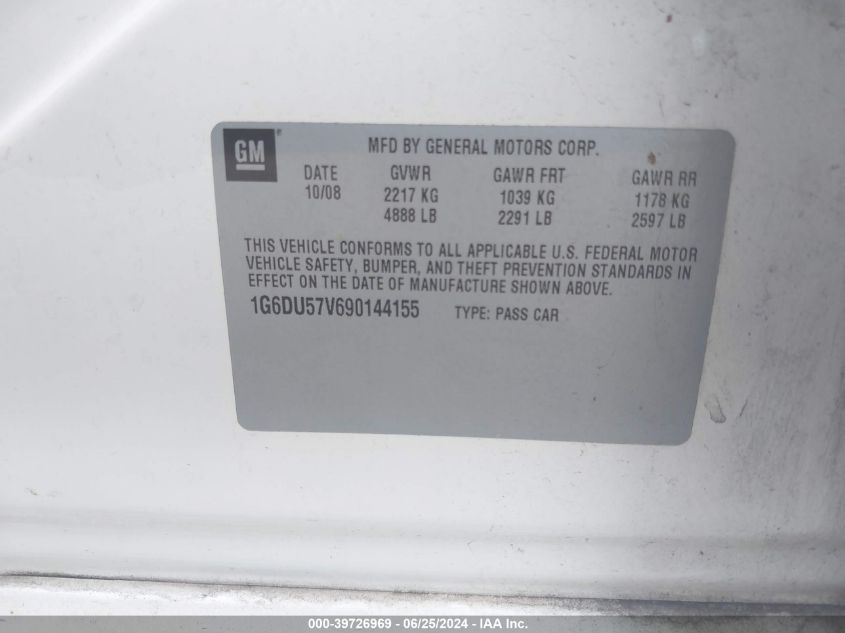 GM®
MFD BY GENERAL MOTORS CORP.
DATE GVWR GAWR FRT GAWR RR
10/08 2217 KG 1039 KG 1178 KG
4888 LB 2291 LB 2597 LB
THIS VEHICLE CONFORMS TO ALL APPLICABLE U.S. FEDERAL MOTOR
VEHICLE SAFETY, BUMPER, AND THEFT PREVENTION STANDARDS IN
EFFECT ON THE DATE OF MANUFACTURE SHOWN ABOVE.
1G6DU57V690144155 TYPE: PASS CAR
000-39726969 - 06/25/2024 - IAA Inc.